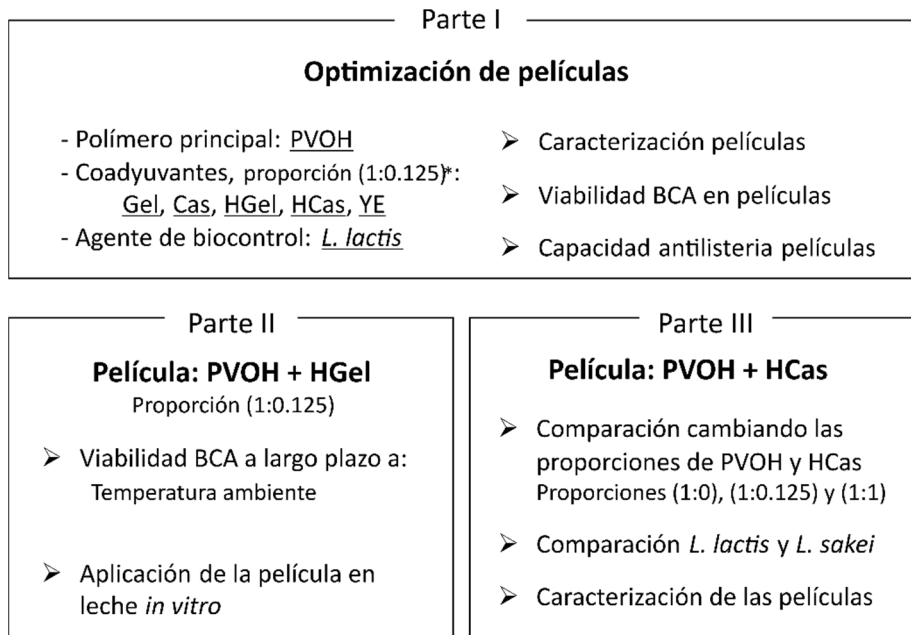 Parte I
Optimización de películas
- Polímero principal: PVOH
- Coadyuvantes, proporción (1:0.125)*:
Gel, Cas, HGel, HCas, YE
- Agente de biocontrol: L. lactis
➢ Caracterización películas
➢ Viabilidad BCA en películas
➢ Capacidad antilisteria películas
Parte II
Película: PVOH + HGel
Proporción (1:0.125)
➢ Viabilidad BCA a largo plazo a:
Temperatura ambiente
➢ Aplicación de la película en
leche in vitro
Parte III
Película: PVOH + HCas
➢ Comparación cambiando las
proporciones de PVOH y HCas
Proporciones (1:0), (1:0.125) y (1:1)
➢ Comparación L. lactis y L. sakei
➢ Caracterización de las películas